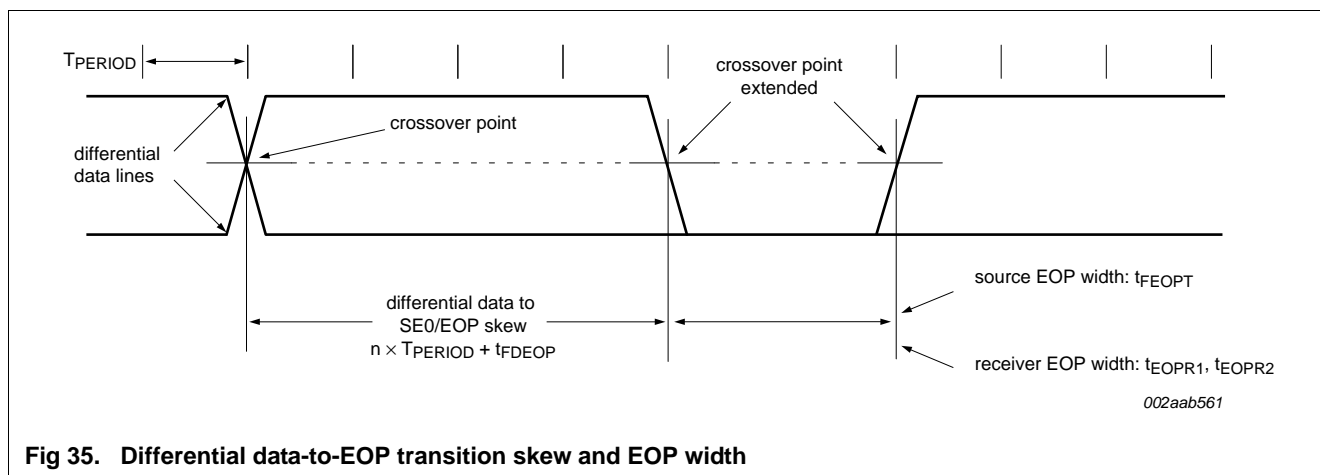 TPERIOD
crossover point
extended
crossover point
differential
data lines
differential data to
SE0/EOP skew
n × TPERIOD + tFDEOP
source EOP width: tFEOPT
receiver EOP width: tEOPR1, tEOPR2
002aab561
Fig 35. Differential data-to-EOP transition skew and EOP width